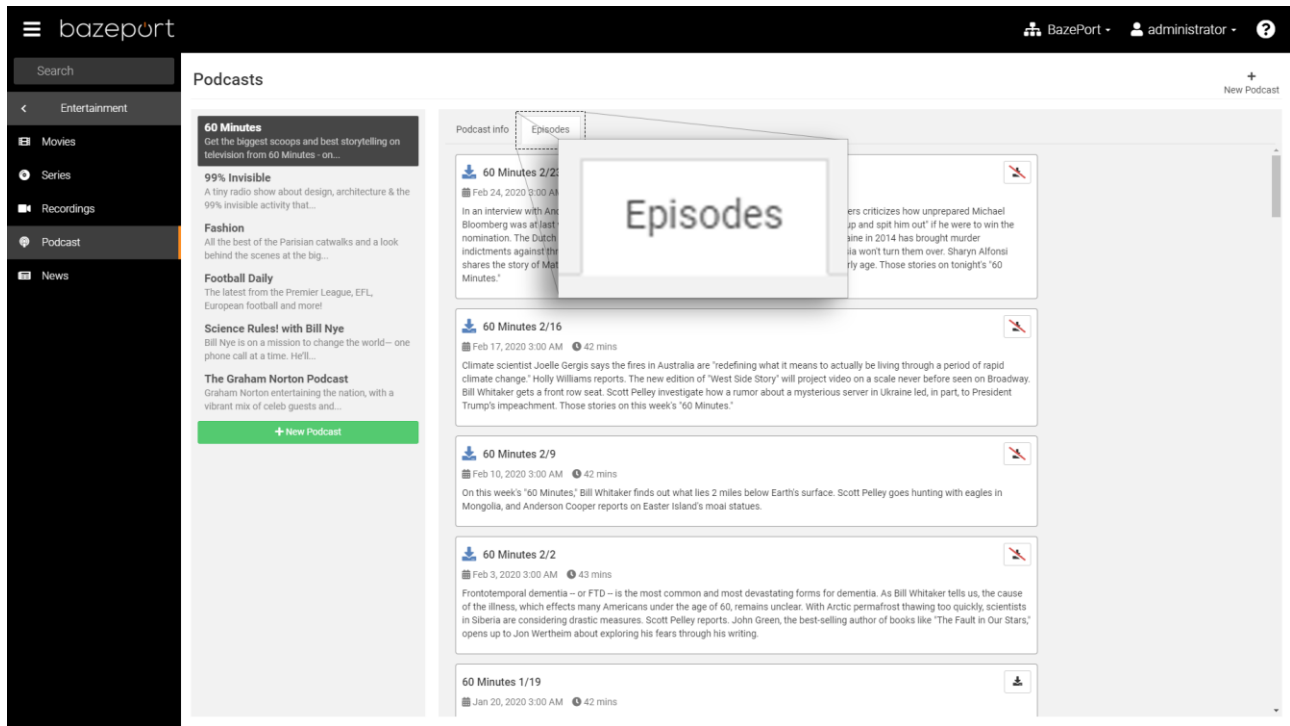 bazeport
BazePort
administrator
?
Search
Podcasts
New Podcast
Entertainment
Movies
Series
Recordings
Podcast
News
60 Minutes
Get the biggest scoops and best storytelling on
television from 60 Minutes - on...
99% Invisible
A tiny radio show about design, architecture & the
99% invisible activity that...
Fashion
All the best of the Parisian catwalks and a look
behind the scenes at the big...
Football Daily
The latest from the Premier League, EFL,
European football and more!
Science Rules! with Bill Nye
Bill Nye is on a mission to change the world— one
phone call at a time. He'll...
The Graham Norton Podcast
Graham Norton entertaining the nation, with a
vibrant mix of celeb guests and...
+ New Podcast
Podcast info Episodes
Episodes
60 Minutes 2/23
Feb 24, 2020 3:00 AM
In an interview with And ers criticizes how unprepared Michael
Bloomberg was at last up and spit him out" if he were to win the
nomination. The Dutch aine in 2014 has brought murder
indictments against thr sia won't turn them over. Sharyn Alfonsi
shares the story of Mat rly age. Those stories on tonight's "60
Minutes."
60 Minutes 2/16
Feb 17, 2020 3:00 AM 42 mins
Climate scientist Joelle Gergis says the fires in Australia are "redefining what it means to actually be living through a period of rapid
climate change." Holly Williams reports. The new edition of "West Side Story" will project video on a scale never before seen on Broadway.
Bill Whitaker gets a front row seat. Scott Pelley investigate how a rumor about a mysterious server in Ukraine led, in part, to President
Trump's impeachment. Those stories on this week's "60 Minutes."
60 Minutes 2/9
Feb 10, 2020 3:00 AM 42 mins
On this week's "60 Minutes," Bill Whitaker finds out what lies 2 miles below Earth's surface. Scott Pelley goes hunting with eagles in
Mongolia, and Anderson Cooper reports on Easter Island's moai statues.
60 Minutes 2/2
Feb 3, 2020 3:00 AM 43 mins
Frontotemporal dementia -- or FTD -- is the most common and most devastating forms for dementia. As Bill Whitaker tells us, the cause
of the illness, which effects many Americans under the age of 60, remains unclear. With Arctic permafrost thawing too quickly, scientists
in Siberia are considering drastic measures. Scott Pelley reports. John Green, the best-selling author of books like "The Fault in Our Stars,"
opens up to Jon Wertheim about exploring his fears through his writing.
60 Minutes 1/19
Jan 20, 2020 3:00 AM 42 mins